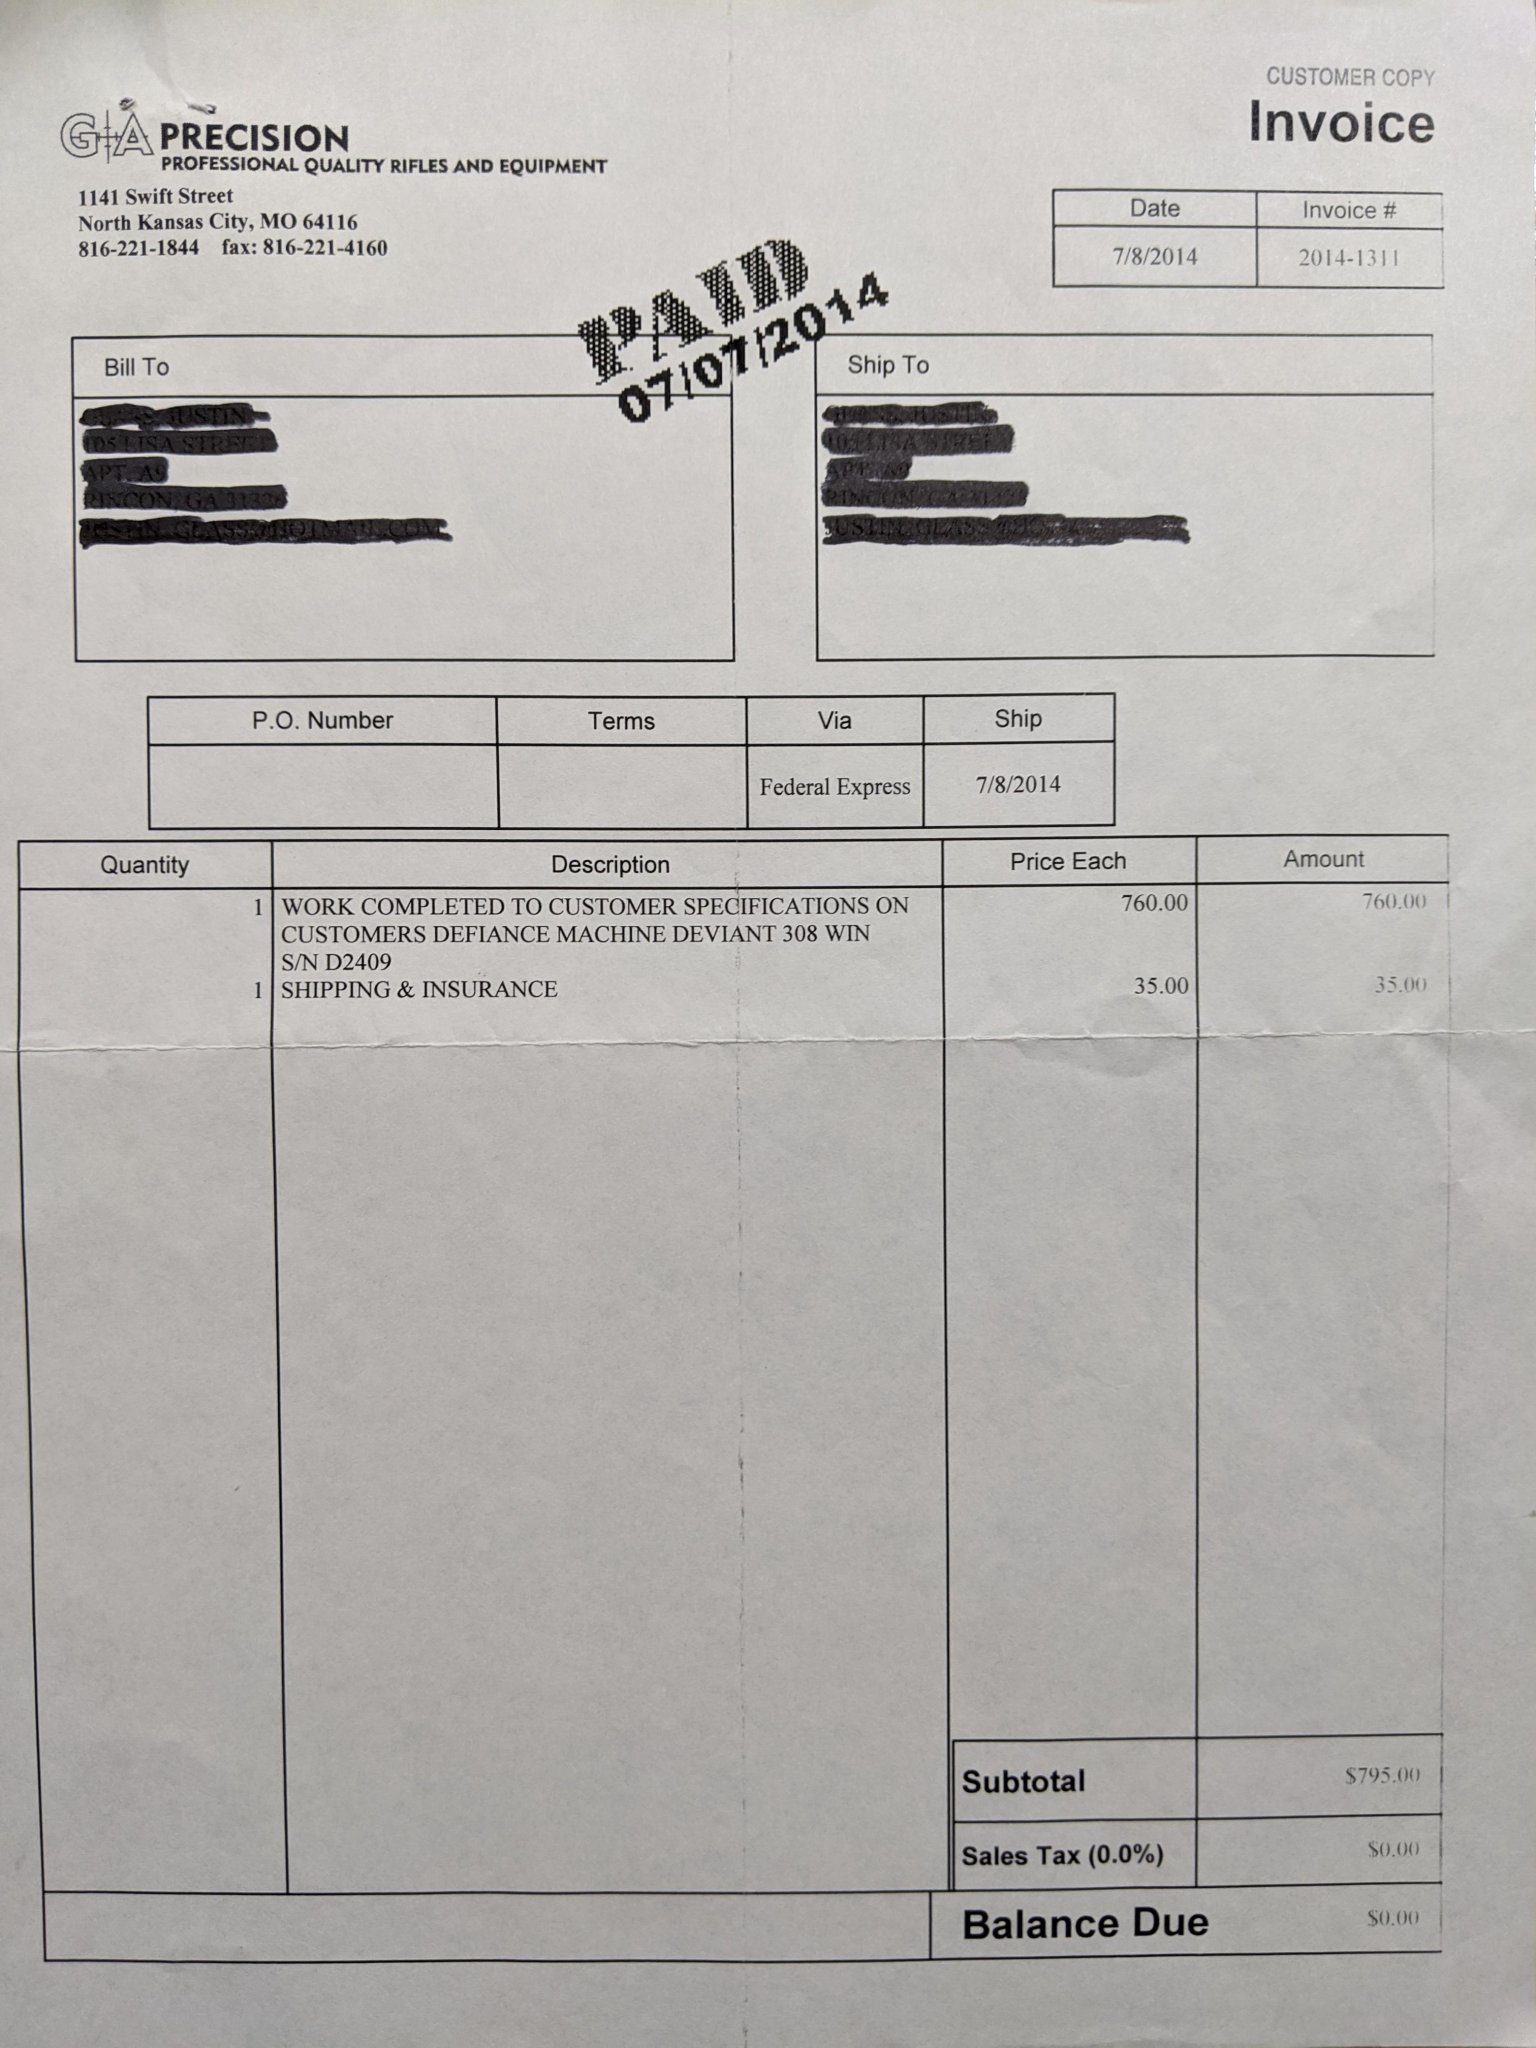 CUSTOMER COPY
Invoice
GA PRECISION
PROFESSIONAL QUALITY RIFLES AND EQUIPMENT
1141 Swift Street
North Kansas City, MO 64116
816-221-1844 fax: 816-221-4160
Date Invoice #
7/8/2014 2014-1311
PAID
07/07/2014
Bill To
Ship To
P.O. Number Terms Via Ship
Federal Express 7/8/2014
Quantity Description Price Each Amount
1 WORK COMPLETED TO CUSTOMER SPECIFICATIONS ON 760.00 760.00
CUSTOMERS DEFIANCE MACHINE DEVIANT 308 WIN
S/N D2409
1 SHIPPING & INSURANCE 35.00 35.00
Subtotal $795.00
Sales Tax (0.0%) $0.00
Balance Due $0.00